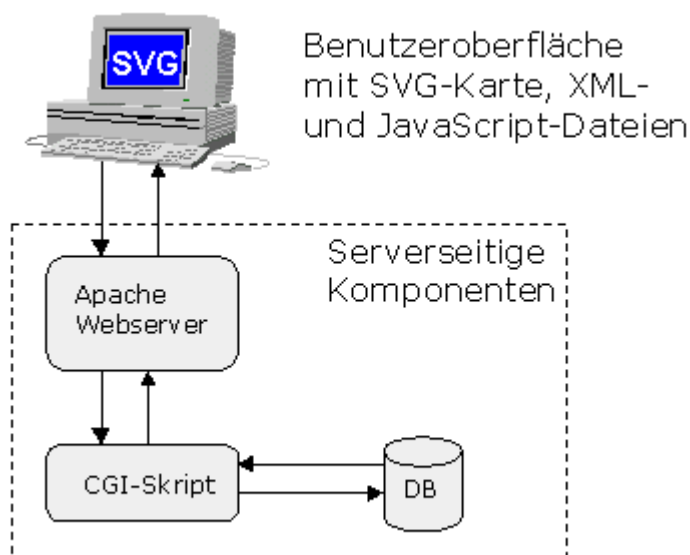 SVG
Benutzeroberfläche
mit SVG-Karte, XML-
und JavaScript-Dateien
Serverseitige
Komponenten
Apache
Webserver
CGI-Skript
DB